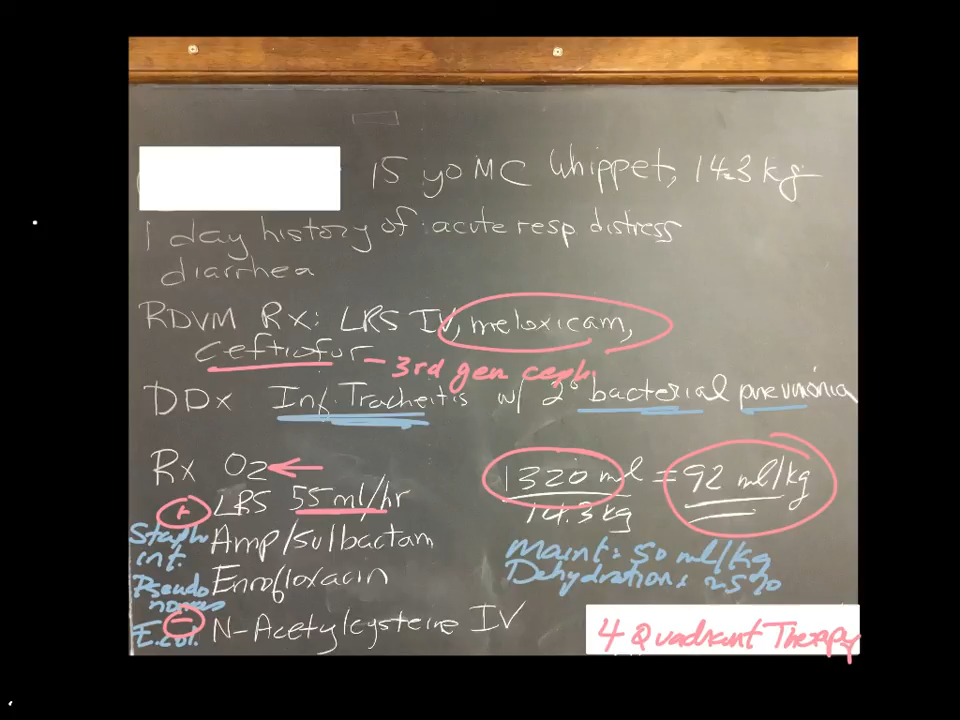 15 yo MC Whippet, 14.3 kg
1 day history of acute resp distress
diarrhea
RDVM Rx: LRS IV, meloxicam,
ceftiofur - 3rd gen ceph.
DDx Inf. Tracheitis w/ 2° bacterial pneumonia
Rx O2
+ LRS 55 ml/hr
1320 ml = 92 ml/kg
14.3 kg
Staph
int.
Amp/Sulbactam
Pseudo
monas
Enrofloxacin
Maint: 50 ml/kg
Dehydration:
- N-Acetylcysteine IV
E. coli.
4 Quadrant Therapy